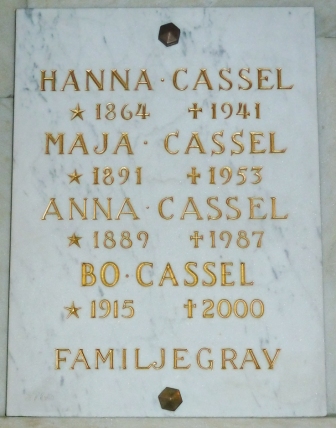 HANNA · CASSEL
★ 1864 ✝ 1941
MAJA · CASSEL
★ 1891 ✝ 1953
ANNA · CASSEL
★ 1889 ✝ 1987
BO · CASSEL
★ 1915 ✝ 2000
FAMILJEGRAV